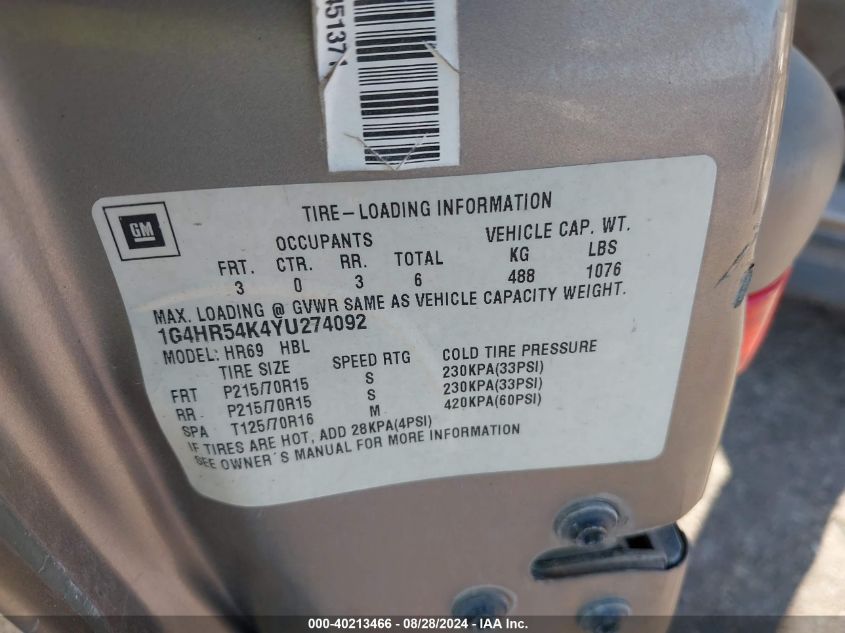 451371
GM
TIRE-LOADING INFORMATION
OCCUPANTS VEHICLE CAP. WT.
FRT. CTR. RR. TOTAL KG LBS
3 0 3 6 488 1076
MAX. LOADING @ GVWR SAME AS VEHICLE CAPACITY WEIGHT.
1G4HR54K4YU274092
MODEL: HR69 HBL
TIRE SIZE SPEED RTG COLD TIRE PRESSURE
FRT P215/70R15 S 230KPA(33PSI)
RR P215/70R15 S 230KPA(33PSI)
SPA T125/70R16 M 420KPA(60PSI)
IF TIRES ARE HOT, ADD 28KPA(4PSI)
SEE OWNER'S MANUAL FOR MORE INFORMATION
000-40213466 - 08/28/2024 - IAA Inc.